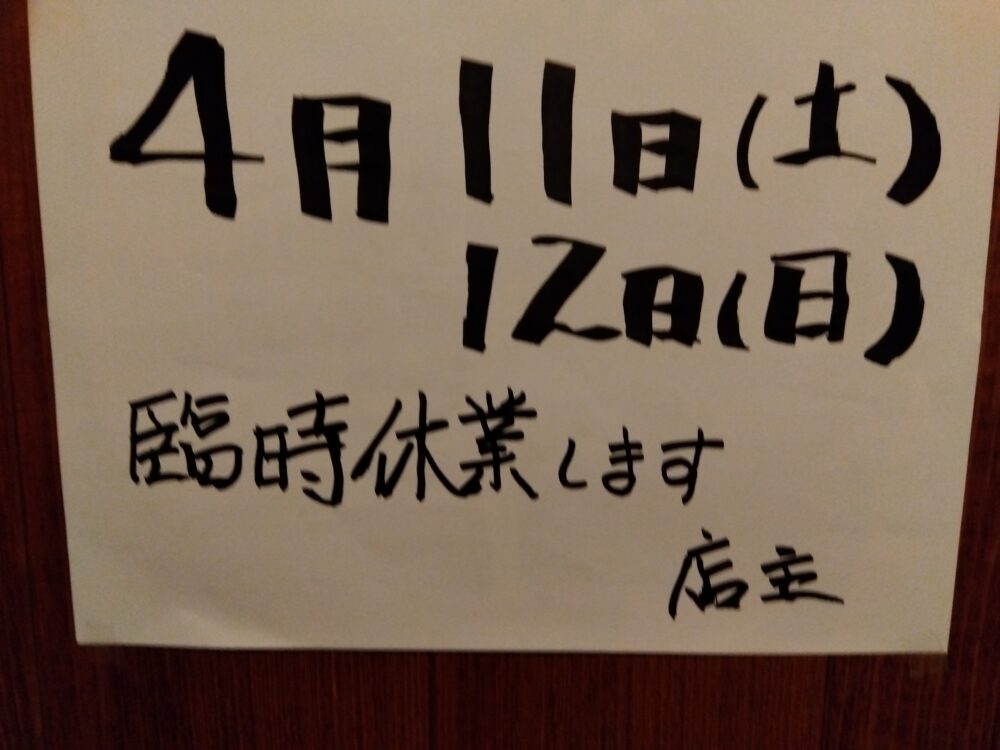 4月11日(土)
12日(日)
臨時休業します
店主